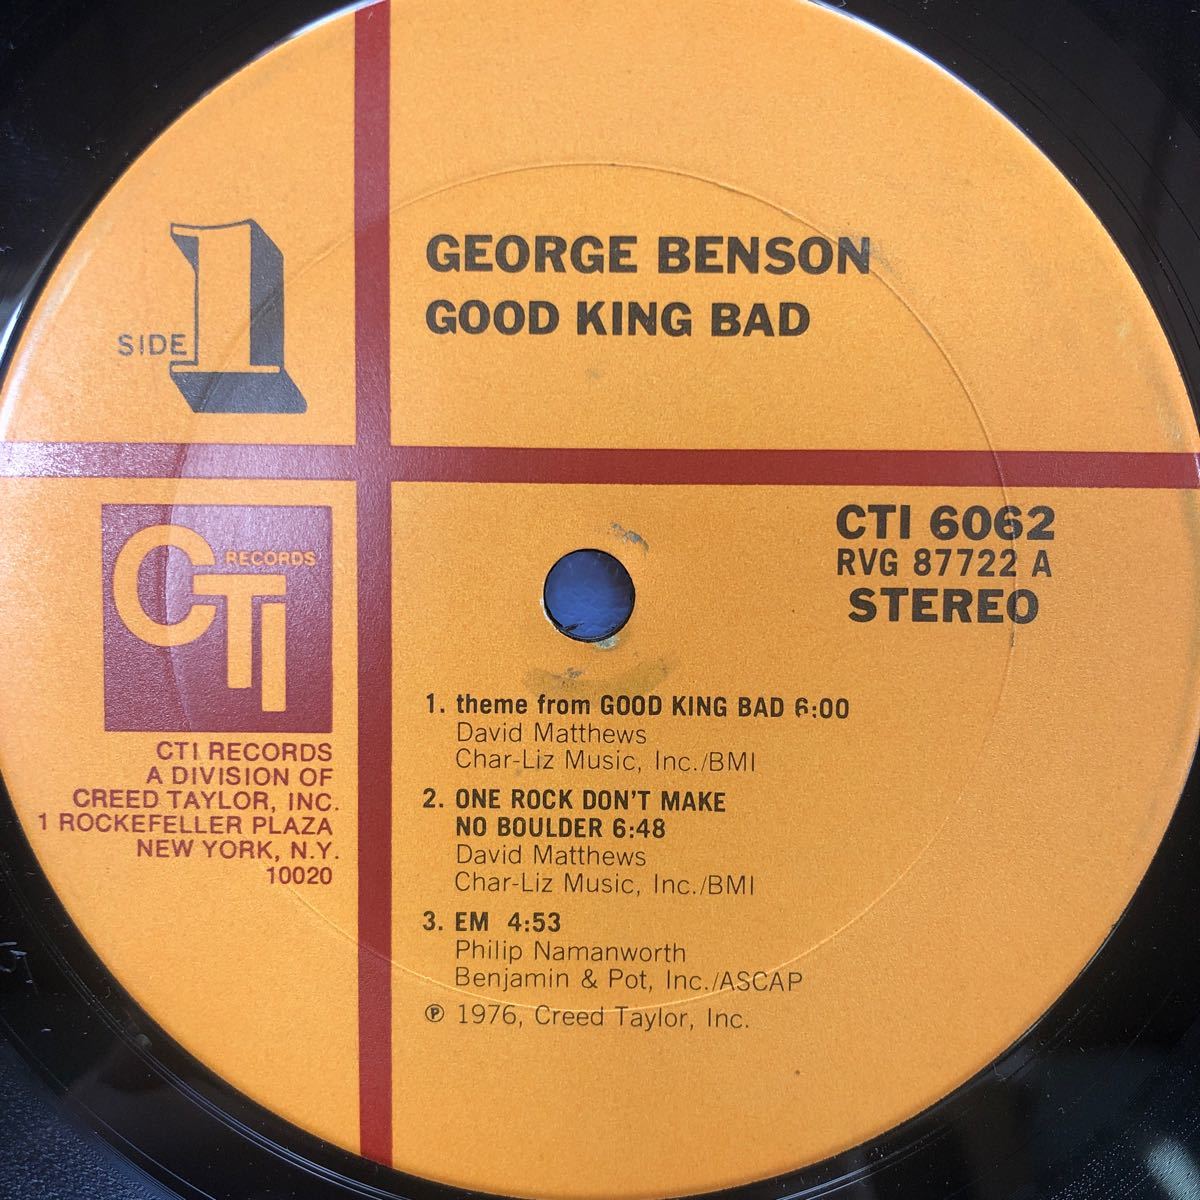 SIDE 1
GEORGE BENSON
GOOD KING BAD
CTI RECORDS
CTI RECORDS
A DIVISION OF
CREED TAYLOR, INC.
1 ROCKEFELLER PLAZA
NEW YORK, N.Y.
10020
CTI 6062
RVG 87722 A
STEREO
1. theme from GOOD KING BAD 6:00
David Matthews
Char-Liz Music, Inc./BMI
2. ONE ROCK DON'T MAKE
NO BOULDER 6:48
David Matthews
Char-Liz Music, Inc./BMI
3. EM 4:53
Philip Namanworth
Benjamin & Pot, Inc./ASCAP
℗ 1976, Creed Taylor, Inc.